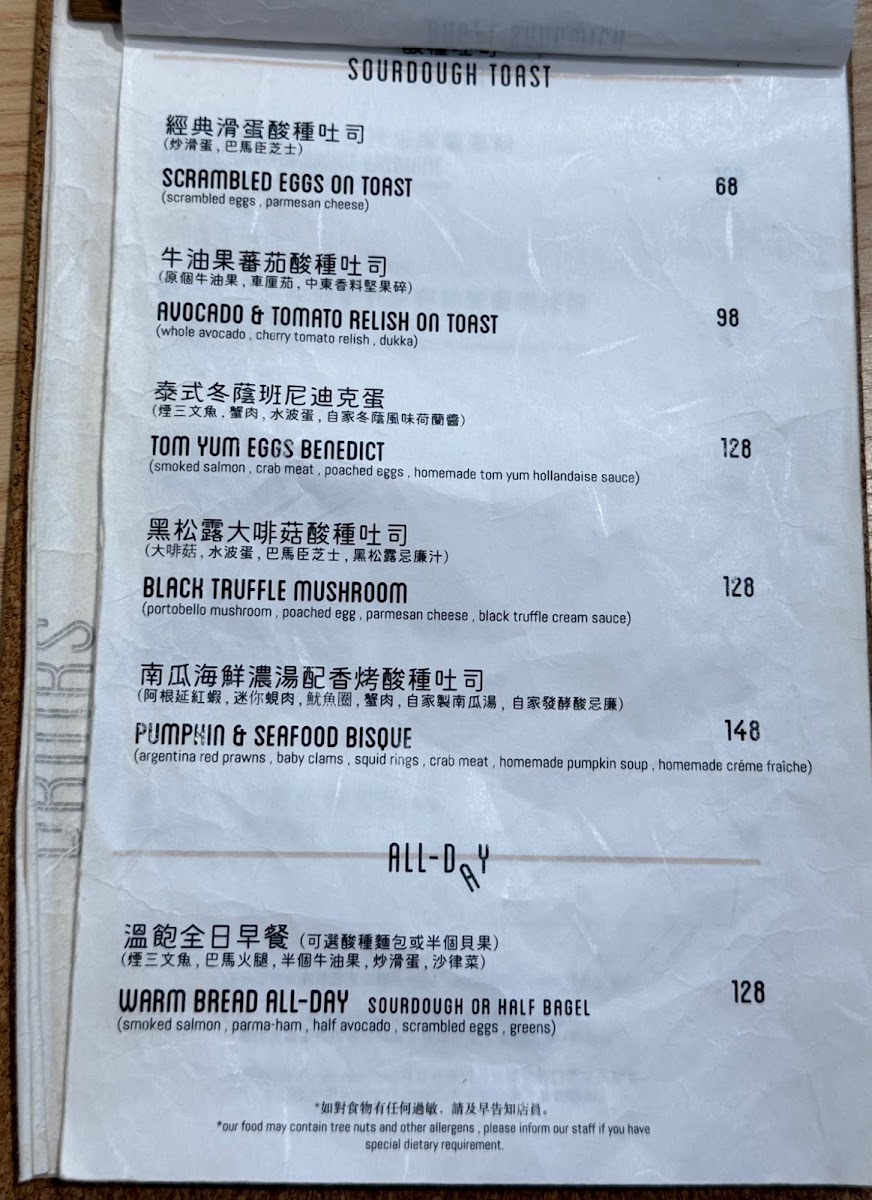 SOURDOUGH TOAST
經典滑蛋酸種吐司
(炒滑蛋 , 巴馬臣芝士)
SCRAMBLED EGGS ON TOAST 68
(scrambled eggs , parmesan cheese)
牛油果蕃茄酸種吐司
(原個牛油果 , 車厘茄 , 中東香料堅果碎)
AVOCADO & TOMATO RELISH ON TOAST 98
(whole avocado , cherry tomato relish , dukka)
泰式冬蔭班尼迪克蛋
(煙三文魚 , 蟹肉 , 水波蛋 , 自家冬蔭風味荷蘭醬)
TOM YUM EGGS BENEDICT 128
(smoked salmon , crab meat , poached eggs , homemade tom yum hollandaise sauce)
黑松露大啡菇酸種吐司
(大啡菇 , 水波蛋 , 巴馬臣芝士 , 黑松露忌廉汁)
BLACK TRUFFLE MUSHROOM 128
(portobello mushroom , poached egg , parmesan cheese , black truffle cream sauce)
南瓜海鮮濃湯配香烤酸種吐司
(阿根延紅蝦 , 迷你蜆肉 , 魷魚圈 , 蟹肉 , 自家製南瓜湯 , 自家發酵酸忌廉)
PUMPKIN & SEAFOOD BISQUE 148
(argentina red prawns , baby clams , squid rings , crab meat , homemade pumpkin soup , homemade créme fraîche)
ALL-DAY
溫飽全日早餐 (可選酸種麵包或半個貝果)
(煙三文魚 , 巴馬火腿 , 半個牛油果 , 炒滑蛋 , 沙律菜)
WARM BREAD ALL-DAY SOURDOUGH OR HALF BAGEL 128
(smoked salmon , parma-ham , half avocado , scrambled eggs , greens)
*如對食物有任何過敏，請及早告知店員。
*our food may contain tree nuts and other allergens , please inform our staff if you have
special dietary requirement.